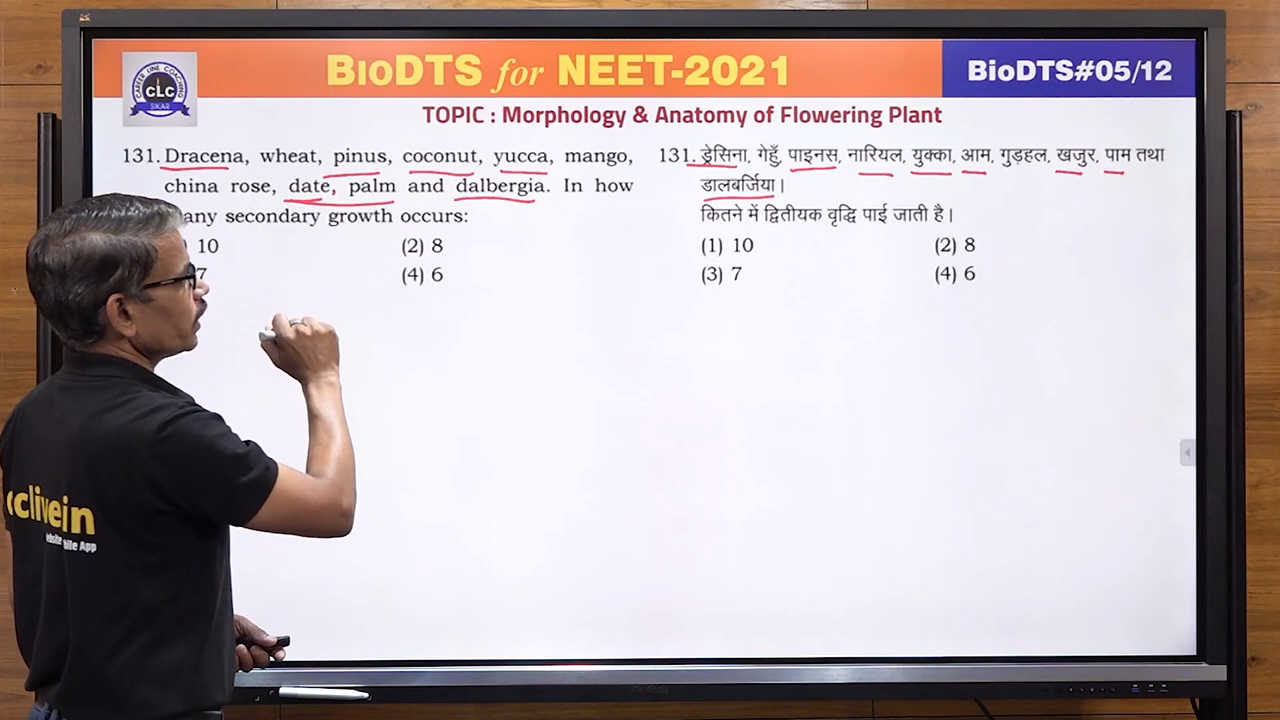 BIODTS for NEET-2021
BioDTS#05/12
CAREER LINE COACHING
CLC
SIKAR
TOPIC : Morphology & Anatomy of Flowering Plant
131. Dracena, wheat, pinus, coconut, yucca, mango,
china rose, date, palm and dalbergia. In how
any secondary growth occurs:
10
(2) 8
7
(4) 6
131. ड्रेसिना, गेहुँ, पाइनस, नारियल, युक्का, आम, गुड़हल, खजुर, पाम तथा
डालबर्जिया।
कितने में द्वितीयक वृद्धि पाई जाती है।
(1) 10
(2) 8
(3) 7
(4) 6
clivein
App